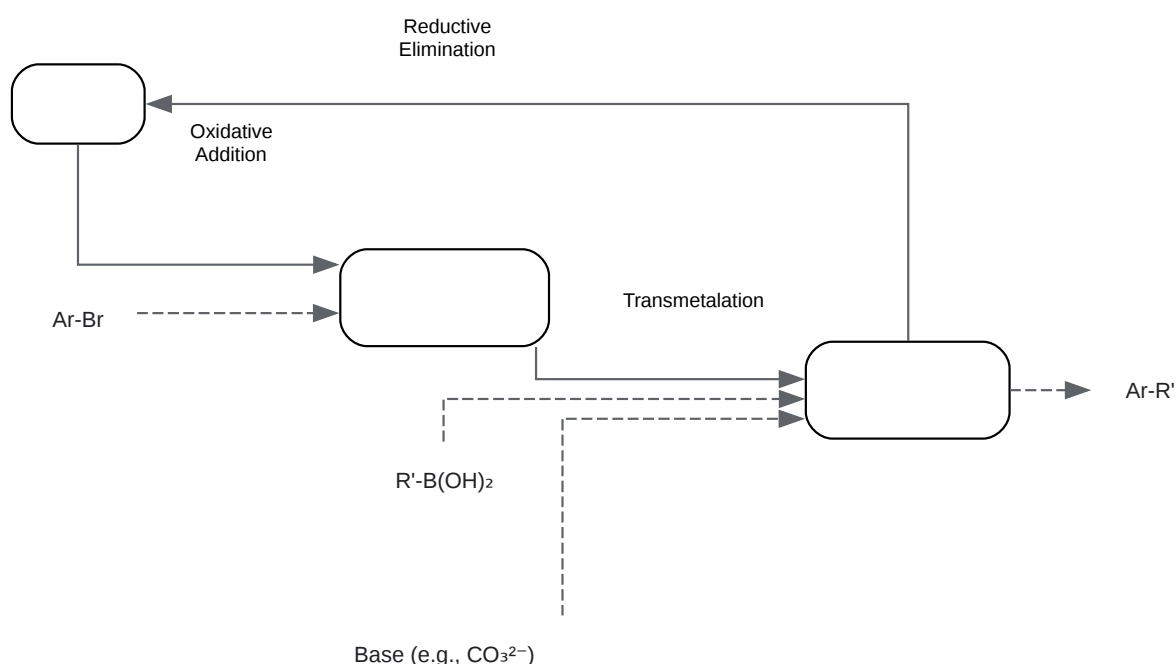 Reductive
Elimination
Oxidative
Addition
Transmetalation
Ar-Br
Ar-R'
R'-B(OH)₂
Base (e.g., CO₃²⁻)